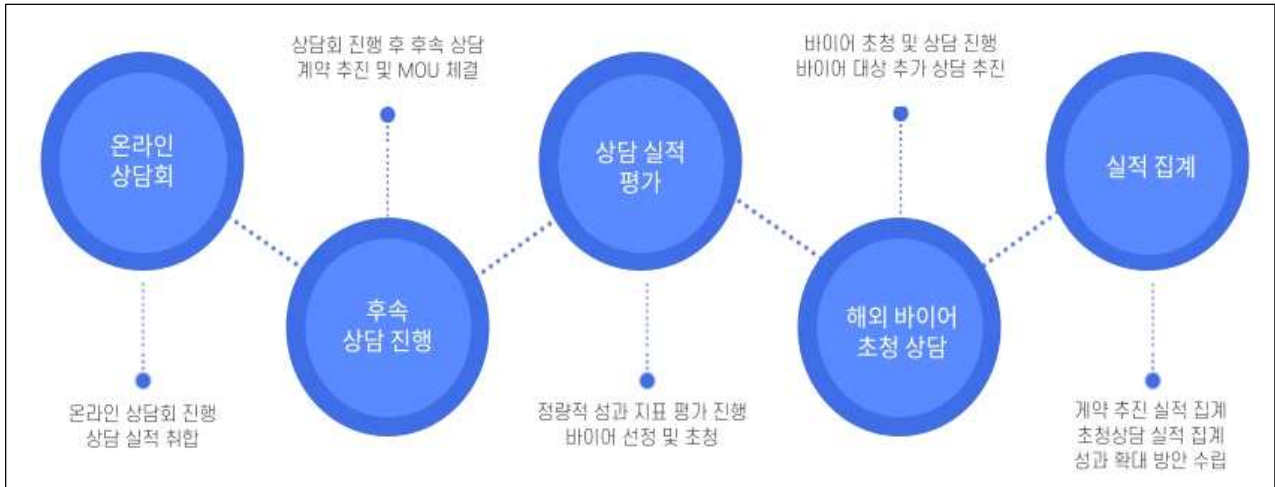 온라인
상담회
온라인 상담회 진행
상담 실적 취합
상담회 진행 후 후속 상담
계약 추진 및 MOU 체결
후속
상담 진행
상담 실적
평가
정량적 성과 지표 평가 진행
바이어 선정 및 초청
바이어 초청 및 상담 진행
바이어 대상 추가 상담 추진
해외 바이어
초청 상담
실적 집계
계약 추진 실적 집계
초청상담 실적 집계
성과 확대 방안 수립